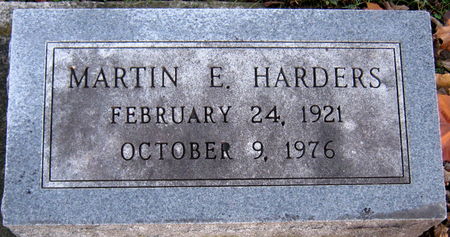 MARTIN E. HARDERS
FEBRUARY 24, 1921
OCTOBER 9, 1976